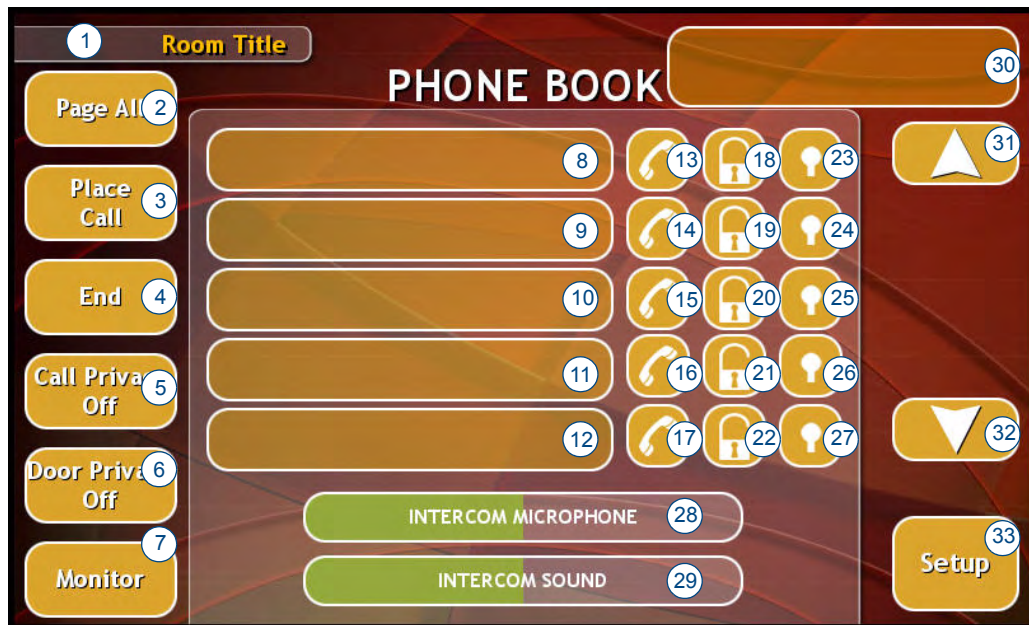 1 Room Title
30
PHONE BOOK
Page All 2
31
8 13 18 23
Place
Call 3
9 14 19 24
End 4
10 15 20 25
Call
Off 5
11 16 21 26
12 17 22 27
32
Door
Off 6
7
Monitor
INTERCOM MICROPHONE 28
INTERCOM SOUND 29
33
Setup